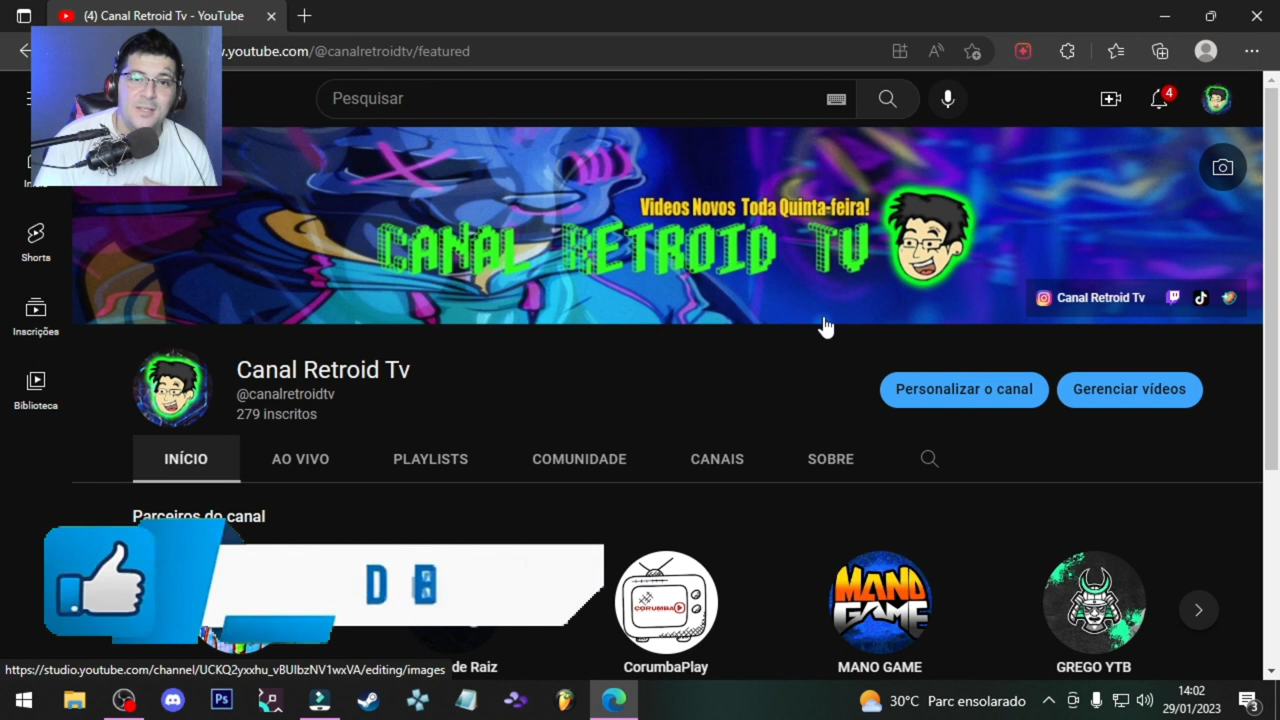 (4) Canal Retroid Tv - YouTube
.youtube.com/@canalretroidtv/featured
Pesquisar
4
Videos Novos Toda Quinta-feira!
CANAL RETROID TV
Canal Retroid Tv
Shorts
Inscrições
Biblioteca
Canal Retroid Tv
@canalretroidtv
279 inscritos
Personalizar o canal
Gerenciar vídeos
INÍCIO
AO VIVO
PLAYLISTS
COMUNIDADE
CANAIS
SOBRE
Parceiros do canal
D B
CORUMBA
MANO
GAME
de Raiz
CorumbaPlay
MANO GAME
GREGO YTB
https://studio.youtube.com/channel/UCKQ2yxxhu_vBUIbzNV1wxVA/editing/images
Ps
30°C Parc ensolarado
14:02
29/01/2023
3